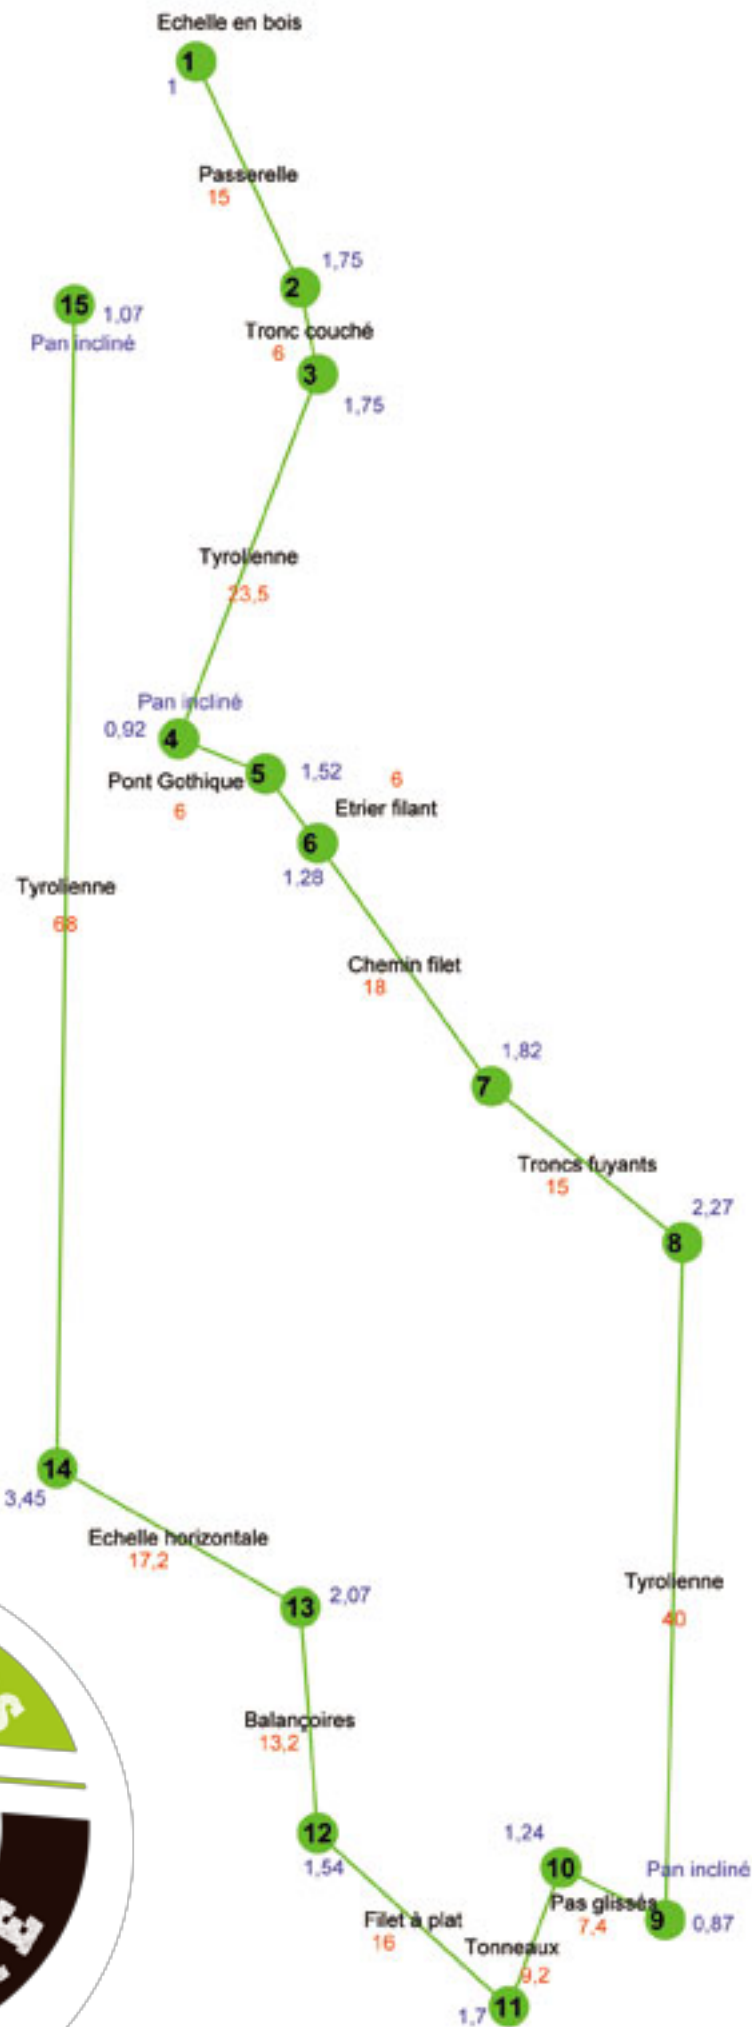 Echelle en bois
1
1
Passerelle
15
1,75
2
15
1,07
Pan incliné
Tronc couché
6
3
1,75
Tyrolienne
23,5
Pan incliné
0,92
4
5
1,52
6
Pont Gothique
6
Etrier filant
6
1,28
Tyrolienne
68
Chemin filet
18
1,82
7
Troncs fuyants
15
2,27
8
14
3,45
Echelle horizontale
17,2
Tyrolienne
40
13
2,07
Balançoires
13,2
12
1,54
1,24
10
Pan incliné
Pas glissés
7,4
9
0,87
Filet à plat
16
Tonneaux
9,2
1,7
11
S
E